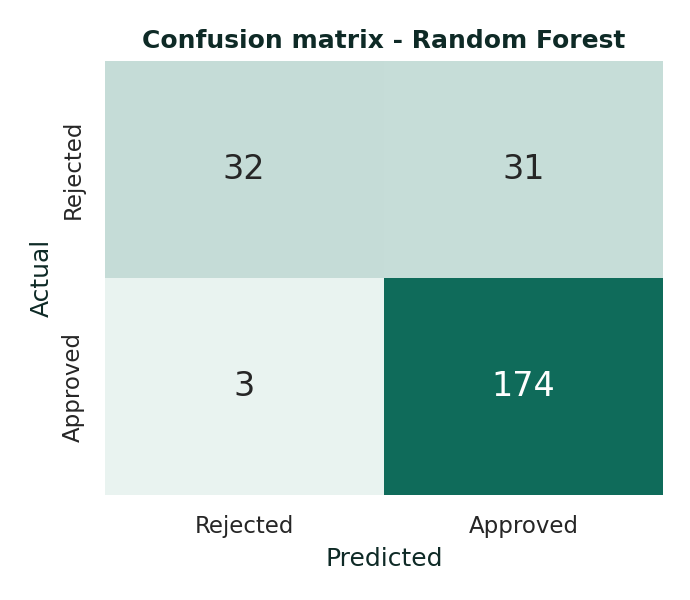 Confusion matrix - Random Forest
Actual
Rejected
32
31
Approved
3
174
Rejected
Approved
Predicted